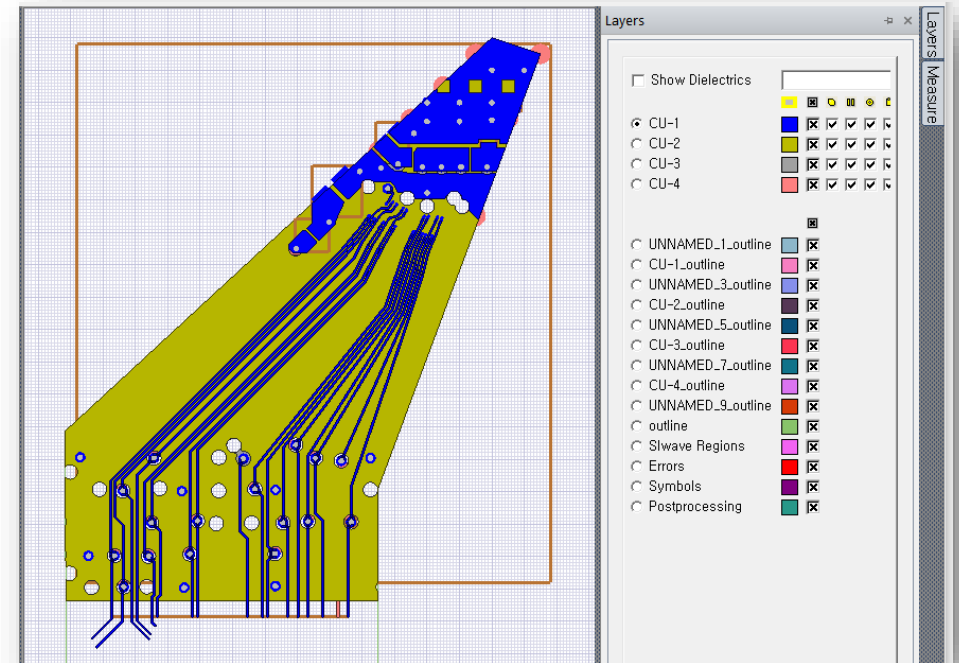 Layers
Layers
Measure
Show Dielectrics
CU-1
CU-2
CU-3
CU-4
UNNAMED_1_outline
CU-1_outline
UNNAMED_3_outline
CU-2_outline
UNNAMED_5_outline
CU-3_outline
UNNAMED_7_outline
CU-4_outline
UNNAMED_9_outline
outline
SIwave Regions
Errors
Symbols
Postprocessing